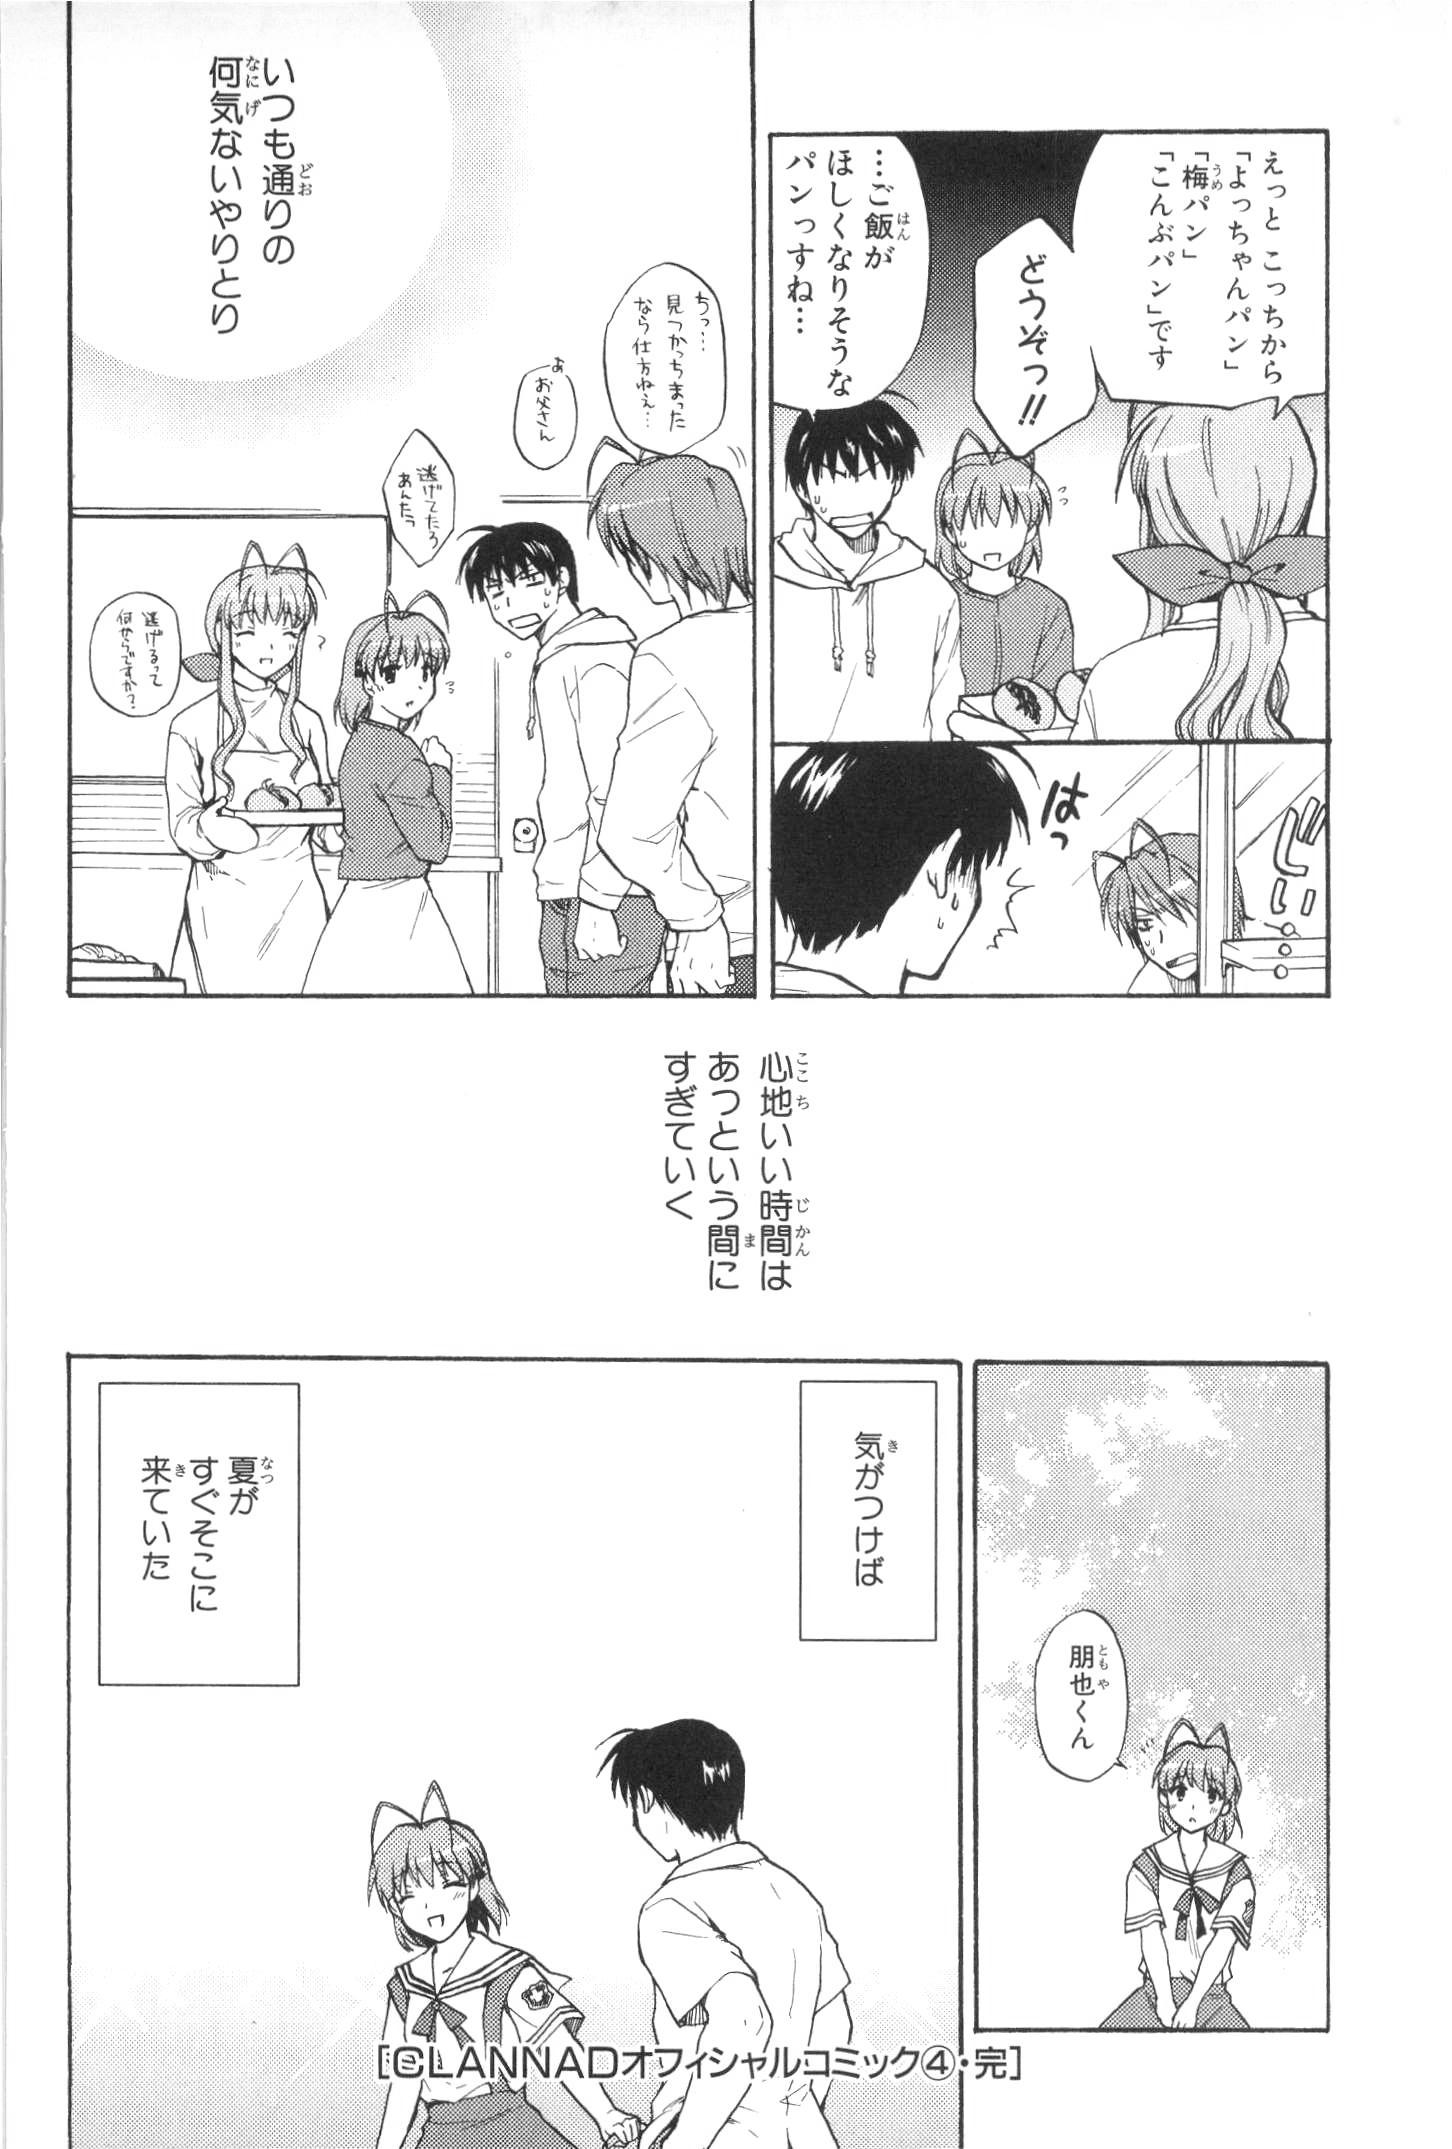 えっと こっちから
「よっちゃんパン」
「梅パン」
「こんぶパン」です
どうぞっ!!
…ご飯が
ほしくなりそうな
パンっすね…
じいーっ
はっ
いつも通りの
何気ないやりとり
ちっ…
見つかっちまった
なら仕方ねぇ…
あ
お父さん
逃げてたろ
あんたっ
逃げるって
何からですか?
心地いい時間は
あっという間に
すぎていく
朋也くん
気がつけば
夏が
すぐそこに
来ていた
[CLANNADオフィシャルコミック④・完]